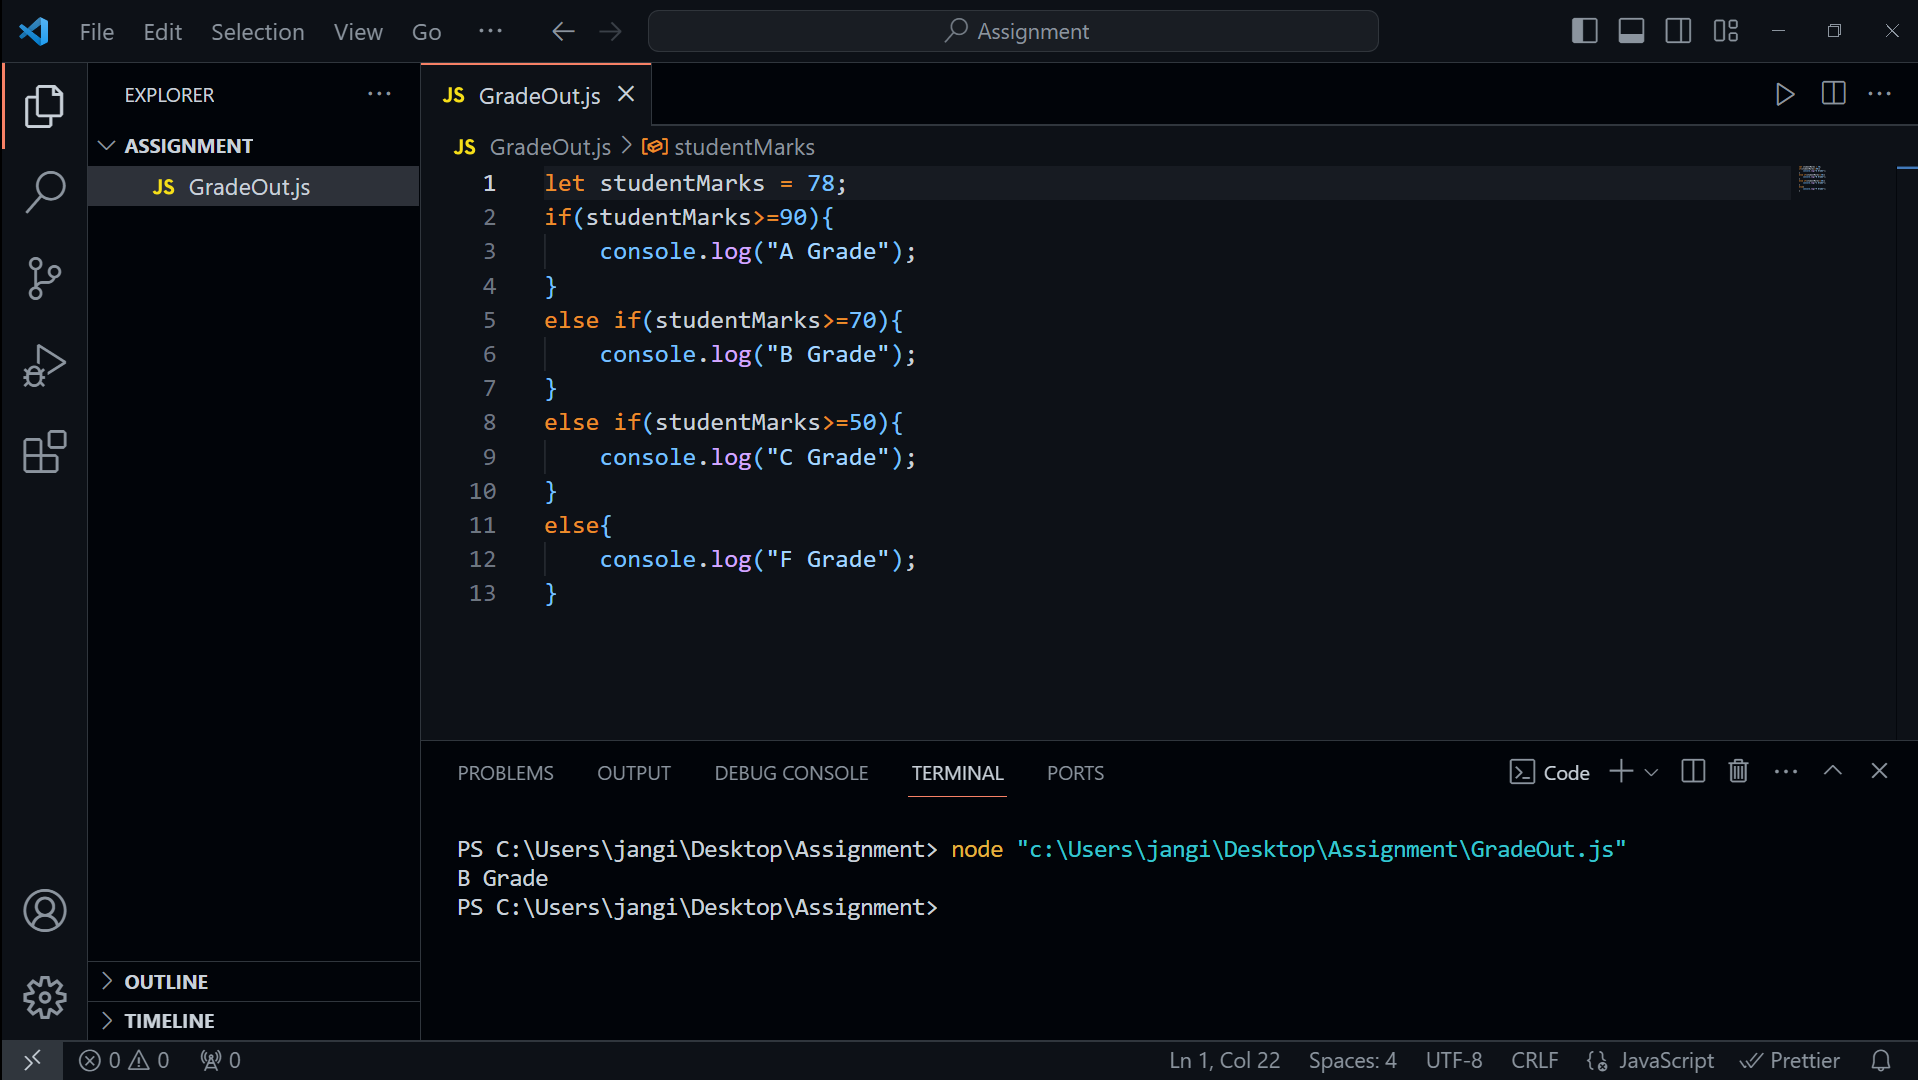 File Edit Selection View Go ··· Assignment
EXPLORER ···
ASSIGNMENT
JS GradeOut.js
JS GradeOut.js
JS GradeOut.js > studentMarks
1 let studentMarks = 78;
2 if(studentMarks>=90){
3     console.log("A Grade");
4 }
5 else if(studentMarks>=70){
6     console.log("B Grade");
7 }
8 else if(studentMarks>=50){
9     console.log("C Grade");
10 }
11 else{
12     console.log("F Grade");
13 }
PROBLEMS OUTPUT DEBUG CONSOLE TERMINAL PORTS Code
PS C:\Users\jangi\Desktop\Assignment> node "c:\Users\jangi\Desktop\Assignment\GradeOut.js"
B Grade
PS C:\Users\jangi\Desktop\Assignment>
OUTLINE
TIMELINE
0 0 0 Ln 1, Col 22 Spaces: 4 UTF-8 CRLF JavaScript Prettier